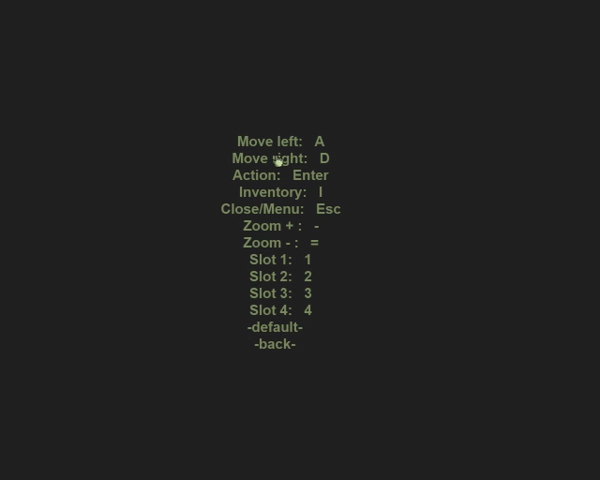 Move left: A
Move right: D
Action: Enter
Inventory: I
Close/Menu: Esc
Zoom + : -
Zoom - : =
Slot 1: 1
Slot 2: 2
Slot 3: 3
Slot 4: 4
-default-
-back-